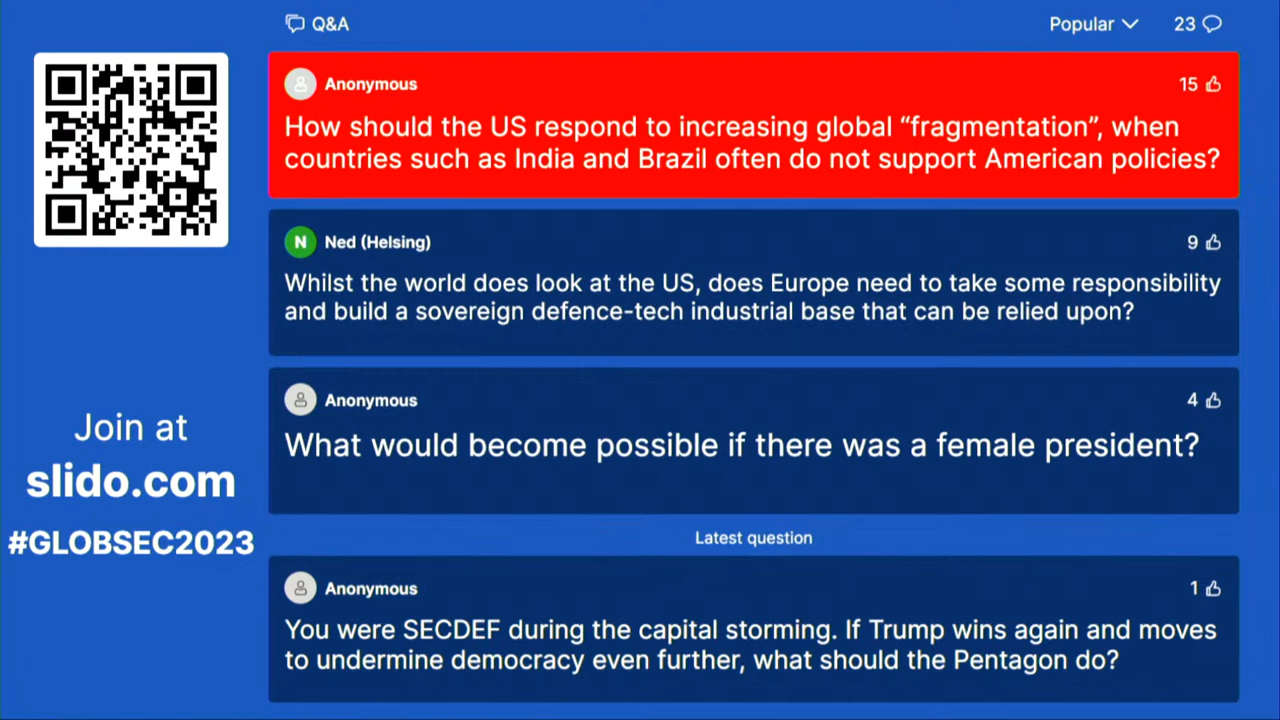 Q&A
Popular
23
Anonymous
15
How should the US respond to increasing global “fragmentation”, when
countries such as India and Brazil often do not support American policies?
N
Ned (Helsing)
9
Whilst the world does look at the US, does Europe need to take some responsibility
and build a sovereign defence-tech industrial base that can be relied upon?
Anonymous
4
What would become possible if there was a female president?
Join at
slido.com
#GLOBSEC2023
Latest question
Anonymous
1
You were SECDEF during the capital storming. If Trump wins again and moves
to undermine democracy even further, what should the Pentagon do?